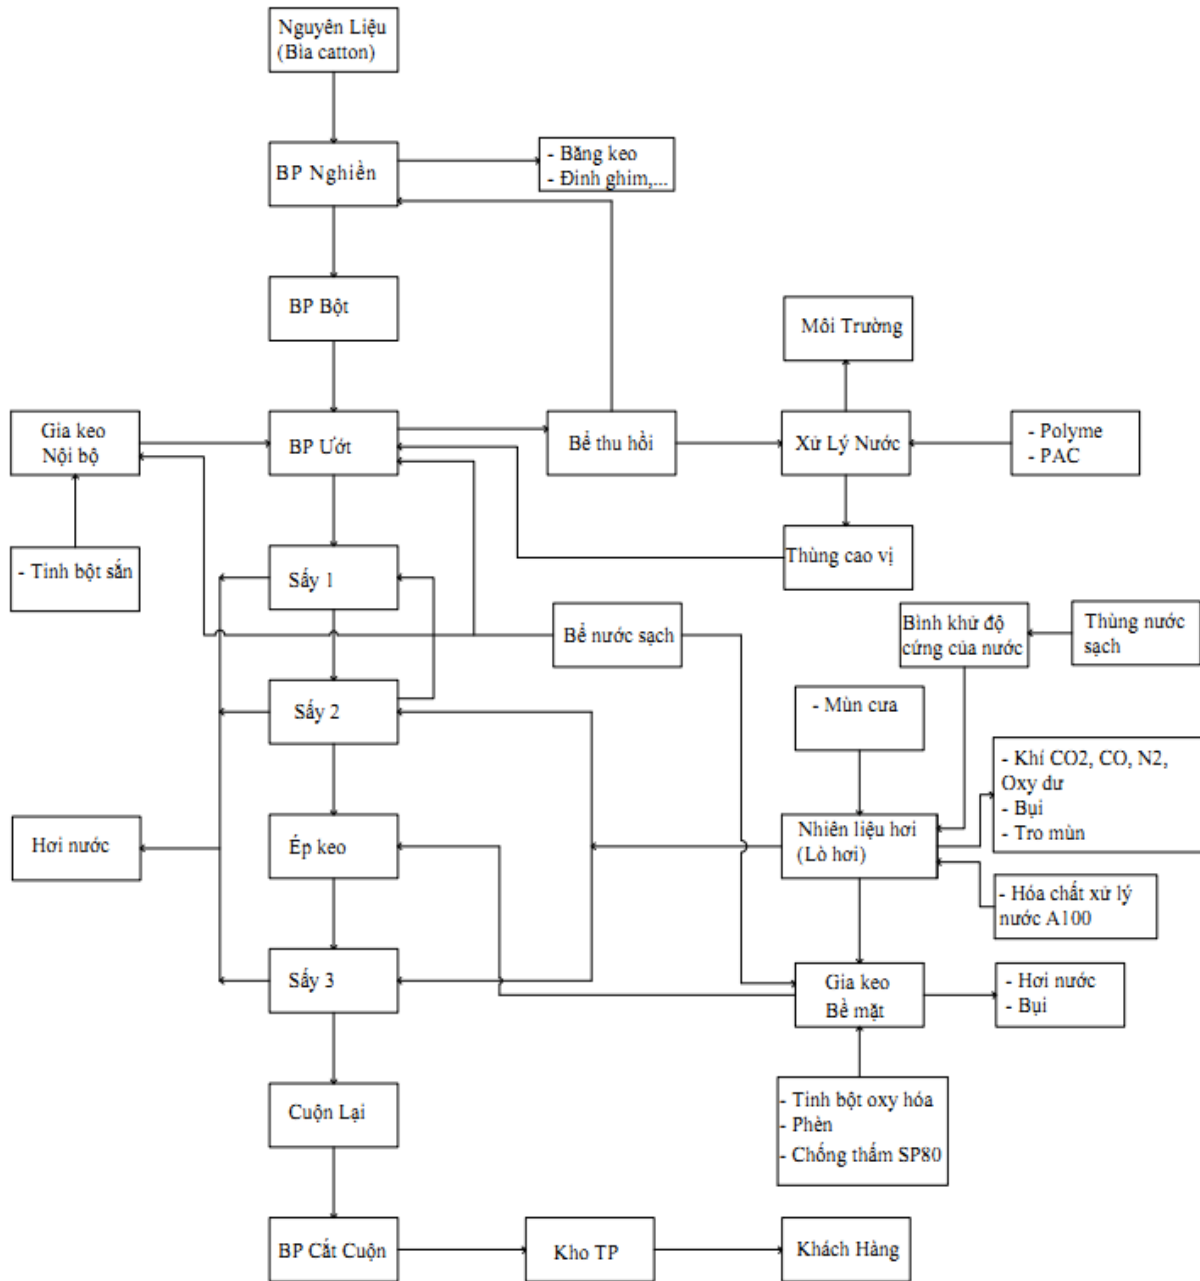 Nguyên Liệu
(Bìa catton)
BP Nghiền
- Băng keo
- Đinh ghim,...
BP Bột
Môi Trường
Gia keo
Nội bộ
BP Ướt
Bể thu hồi
Xử Lý Nước
- Polyme
- PAC
- Tinh bột sắn
Sấy 1
Thùng cao vị
Bể nước sạch
Bình khử độ
cứng của nước
Thùng nước
sạch
Sấy 2
- Mùn cưa
- Khí CO2, CO, N2,
Oxy dư
- Bụi
- Tro mùn
Hơi nước
Ép keo
Nhiên liệu hơi
(Lò hơi)
- Hóa chất xử lý
nước A100
Sấy 3
Gia keo
Bề mặt
- Hơi nước
- Bụi
Cuộn Lại
- Tinh bột oxy hóa
- Phèn
- Chống thấm SP80
BP Cắt Cuộn
Kho TP
Khách Hàng